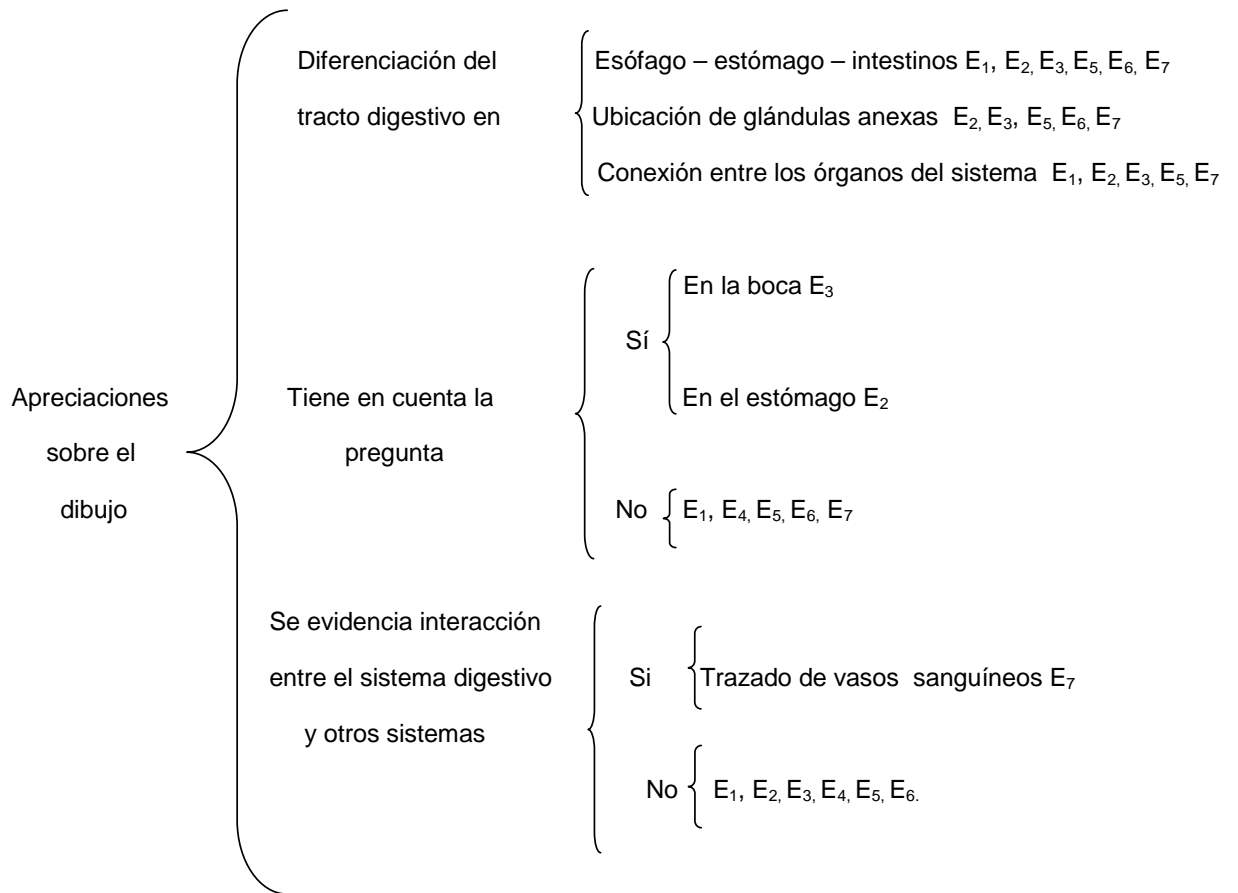 Diferenciación del
tracto digestivo en
Esófago – estómago – intestinos E₁, E₂, E₃, E₅, E₆, E₇
Ubicación de glándulas anexas E₂, E₃, E₅, E₆, E₇
Conexión entre los órganos del sistema E₁, E₂, E₃, E₅, E₇
Apreciaciones
sobre el
dibujo
Tiene en cuenta la
pregunta
Sí
En la boca E₃
En el estómago E₂
No
E₁, E₄, E₅, E₆, E₇
Se evidencia interacción
entre el sistema digestivo
y otros sistemas
Si
Trazado de vasos sanguíneos E₇
No
E₁, E₂, E₃, E₄, E₅, E₆.